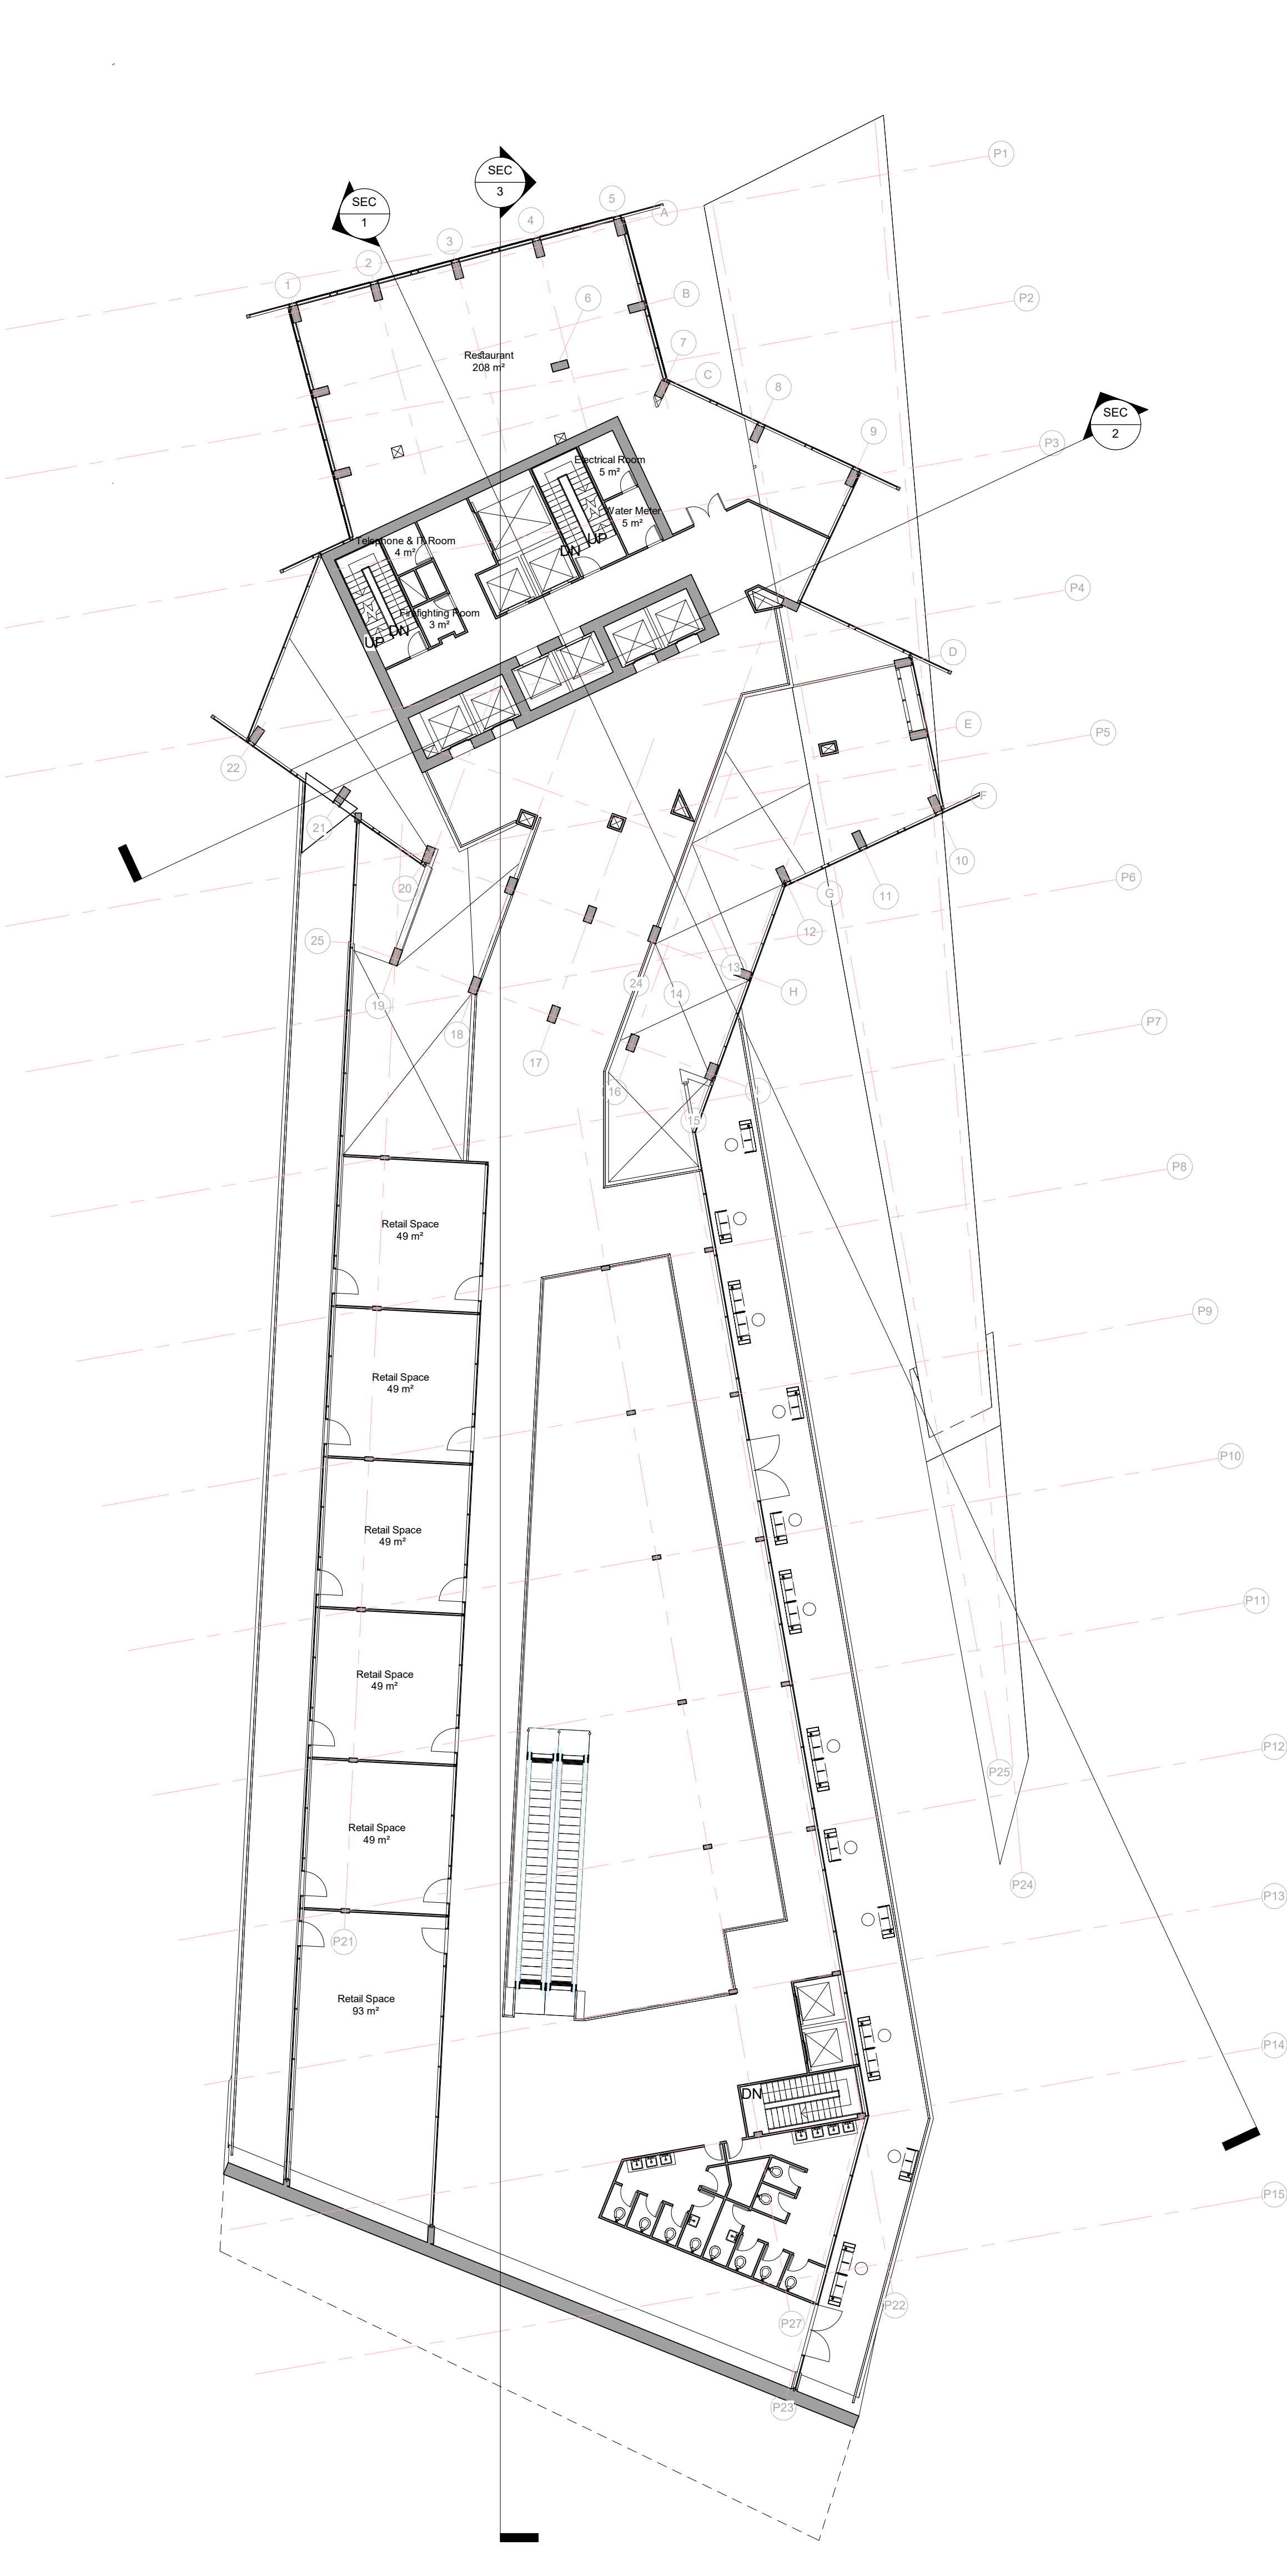 P1
SEC
3
SEC
1
5
A
4
3
2
1
B
6
P2
7
Restaurant
208 m²
C
8
SEC
2
9
P3
Electrical Room
5 m²
Water Meter
5 m²
UP
DN
Telephone & IT Room
4 m²
P4
Firefighting Room
3 m²
DN
UP
D
E
P5
22
F
21
10
P6
20
G
11
12
25
13
24
14
H
19
P7
18
17
16
15
P8
Retail Space
49 m²
P9
Retail Space
49 m²
P10
Retail Space
49 m²
P11
Retail Space
49 m²
P12
P25
Retail Space
49 m²
P24
P13
P21
Retail Space
93 m²
P14
DN
P15
P22
P27
P23